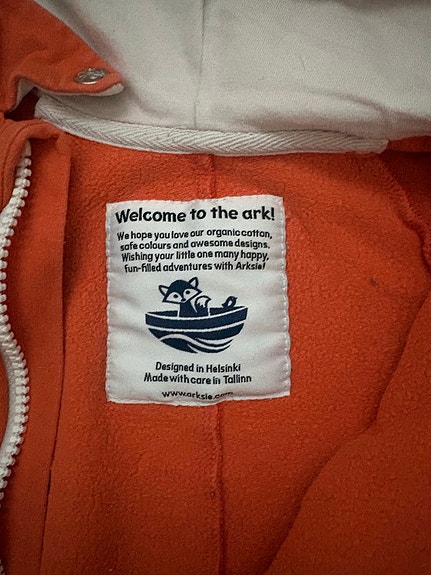 Welcome to the ark!
We hope you love our organic cotton,
safe colours and awesome designs.
Wishing your little one many happy,
fun-filled adventures with Arksie!
Designed in Helsinki
Made with care in Tallinn
www.arksie.com